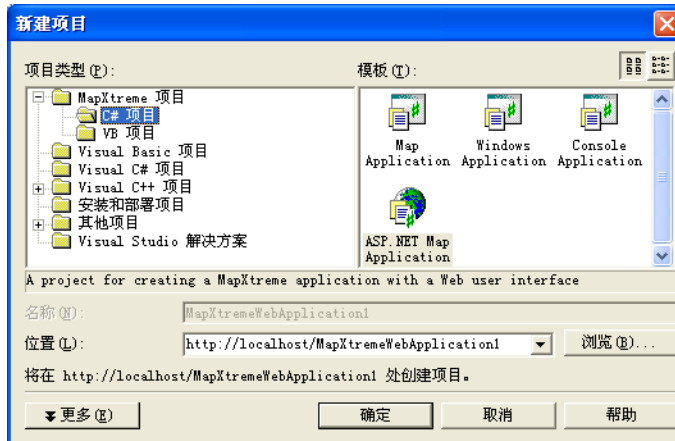 新建项目
项目类型(P):
模板(T):
MapXtreme 项目
C# 项目
VB 项目
Visual Basic 项目
Visual C# 项目
Visual C++ 项目
安装和部署项目
其他项目
Visual Studio 解决方案
Map Application
Windows Application
Console Application
ASP.NET Map Application
A project for creating a MapXtreme application with a Web user interface
名称(N):
MapXtremeWebApplication1
位置(L):
http://localhost/MapXtremeWebApplication1
浏览(B)...
将在 http://localhost/MapXtremeWebApplication1 处创建项目。
更多(E)
确定
取消
帮助